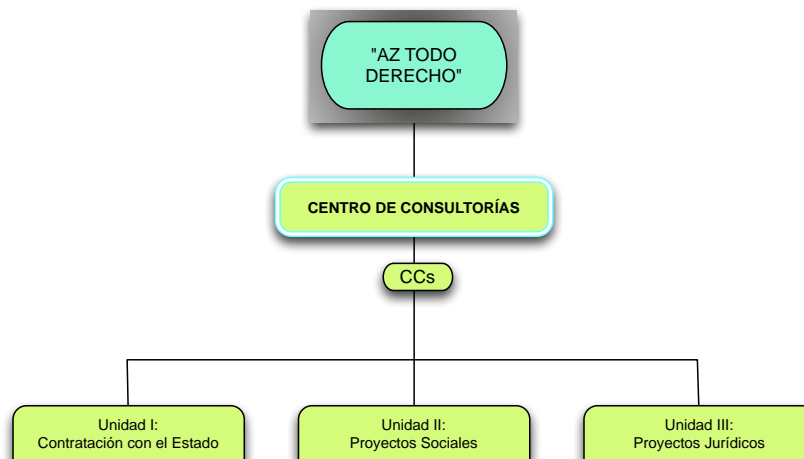 "AZ TODO
DERECHO"
CENTRO DE CONSULTORÍAS
CCs
Unidad I:
Contratación con el Estado
Unidad II:
Proyectos Sociales
Unidad III:
Proyectos Jurídicos